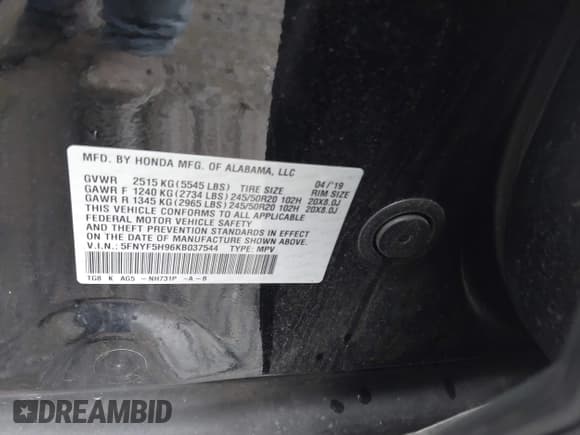 MFD. BY HONDA MFG. OF ALABAMA, LLC
GVWR 2515 KG (5545 LBS) TIRE SIZE 04/'19 RIM SIZE
GAWR F 1240 KG (2734 LBS) 245/50R20 102H 20X8.0J
GAWR R 1345 KG (2965 LBS) 245/50R20 102H 20X8.0J
THIS VEHICLE CONFORMS TO ALL APPLICABLE
FEDERAL MOTOR VEHICLE SAFETY
AND THEFT PREVENTION STANDARDS IN EFFECT
ON THE DATE OF MANUFACTURE SHOWN ABOVE.
V.I.N.: 5FNYF5H96KB037544 TYPE: MPV
TG8 K AG5 -NH731P -A-B
DREAMBID